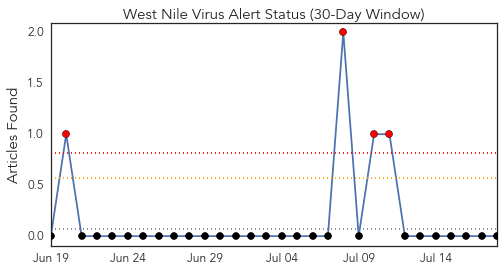 West Nile Virus Alert Status (30-Day Window)
Articles Found
2.0
1.5
1.0
0.5
0.0
Jun 19 Jun 24 Jun 29 Jul 04 Jul 09 Jul 14